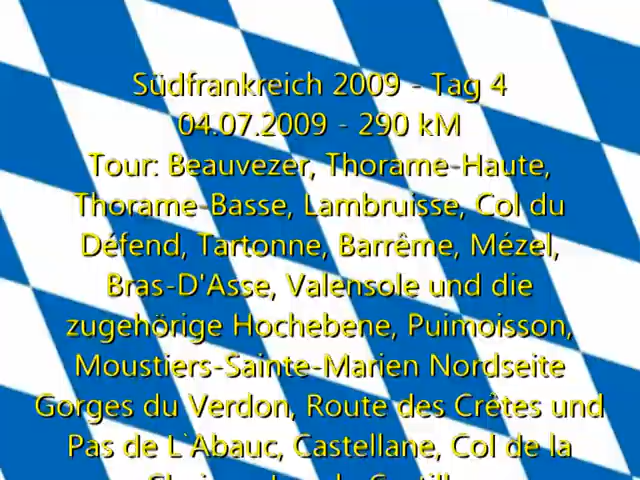 Südfrankreich 2009 - Tag 4
04.07.2009 - 290 kM
Tour: Beauvezer, Thorame-Haute,
Thorame-Basse, Lambruisse, Col du
Défend, Tartonne, Barrême, Mézel,
Bras-D'Asse, Valensole und die
zugehörige Hochebene, Puimoisson,
Moustiers-Sainte-Marien Nordseite
Gorges du Verdon, Route des Crêtes und
Pas de L`Abauc, Castellane, Col de la